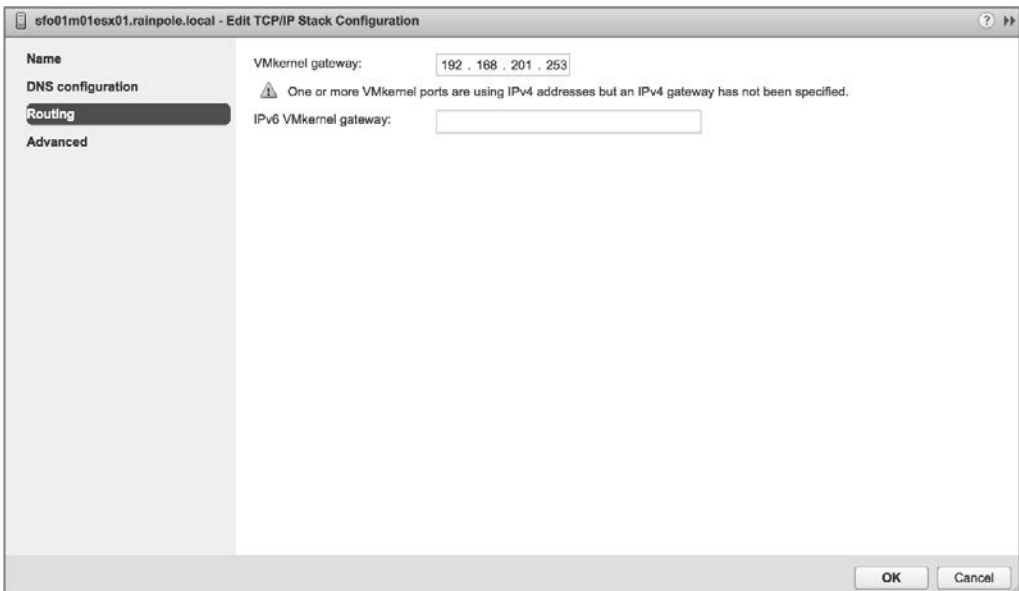 sfo01m01esx01.rainpole.local - Edit TCP/IP Stack Configuration
?
Name
DNS configuration
Routing
Advanced
VMkernel gateway: 192 . 168 . 201 . 253
One or more VMkernel ports are using IPv4 addresses but an IPv4 gateway has not been specified.
IPv6 VMkernel gateway:
OK Cancel